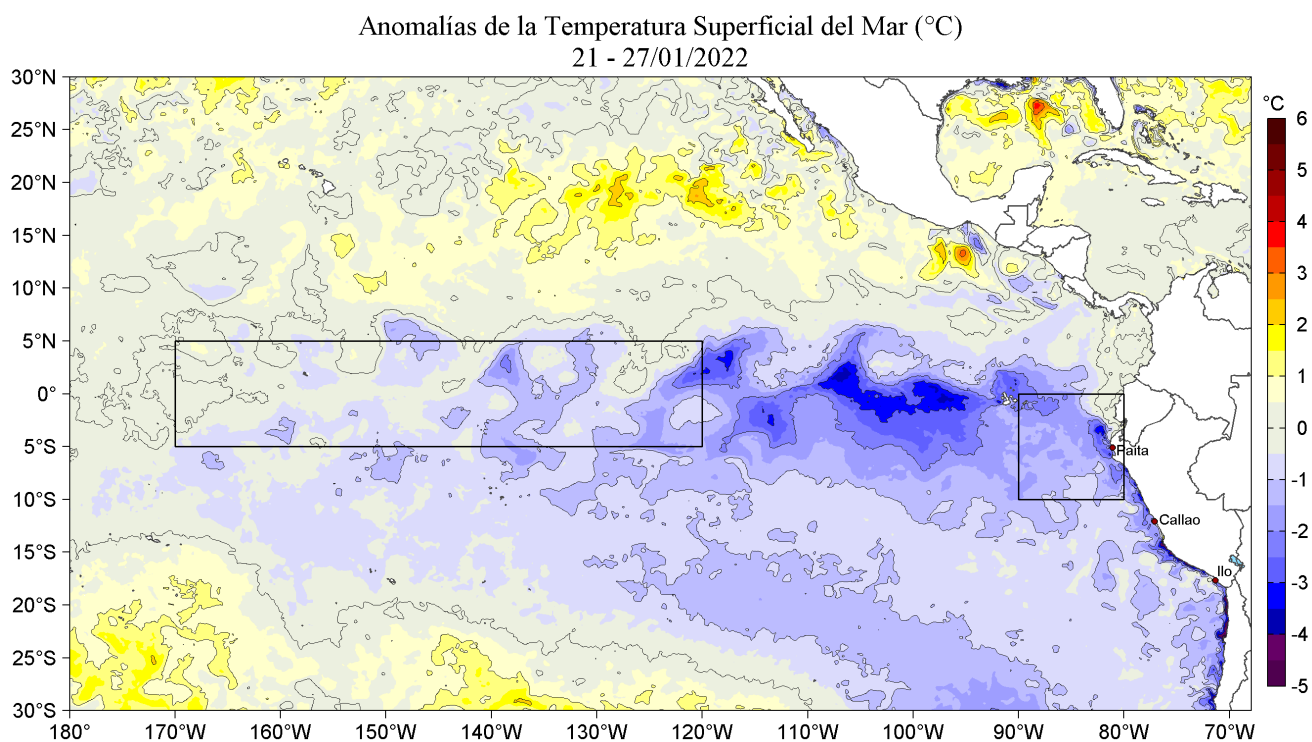 Anomalías de la Temperatura Superficial del Mar (°C)
21 - 27/01/2022
30°N
25°N
20°N
15°N
10°N
5°N
0°
5°S
10°S
15°S
20°S
25°S
30°S
180°
170°W
160°W
150°W
140°W
130°W
120°W
110°W
100°W
90°W
80°W
70°W
Paita
Callao
Ilo
°C
6
5
4
3
2
1
0
-1
-2
-3
-4
-5